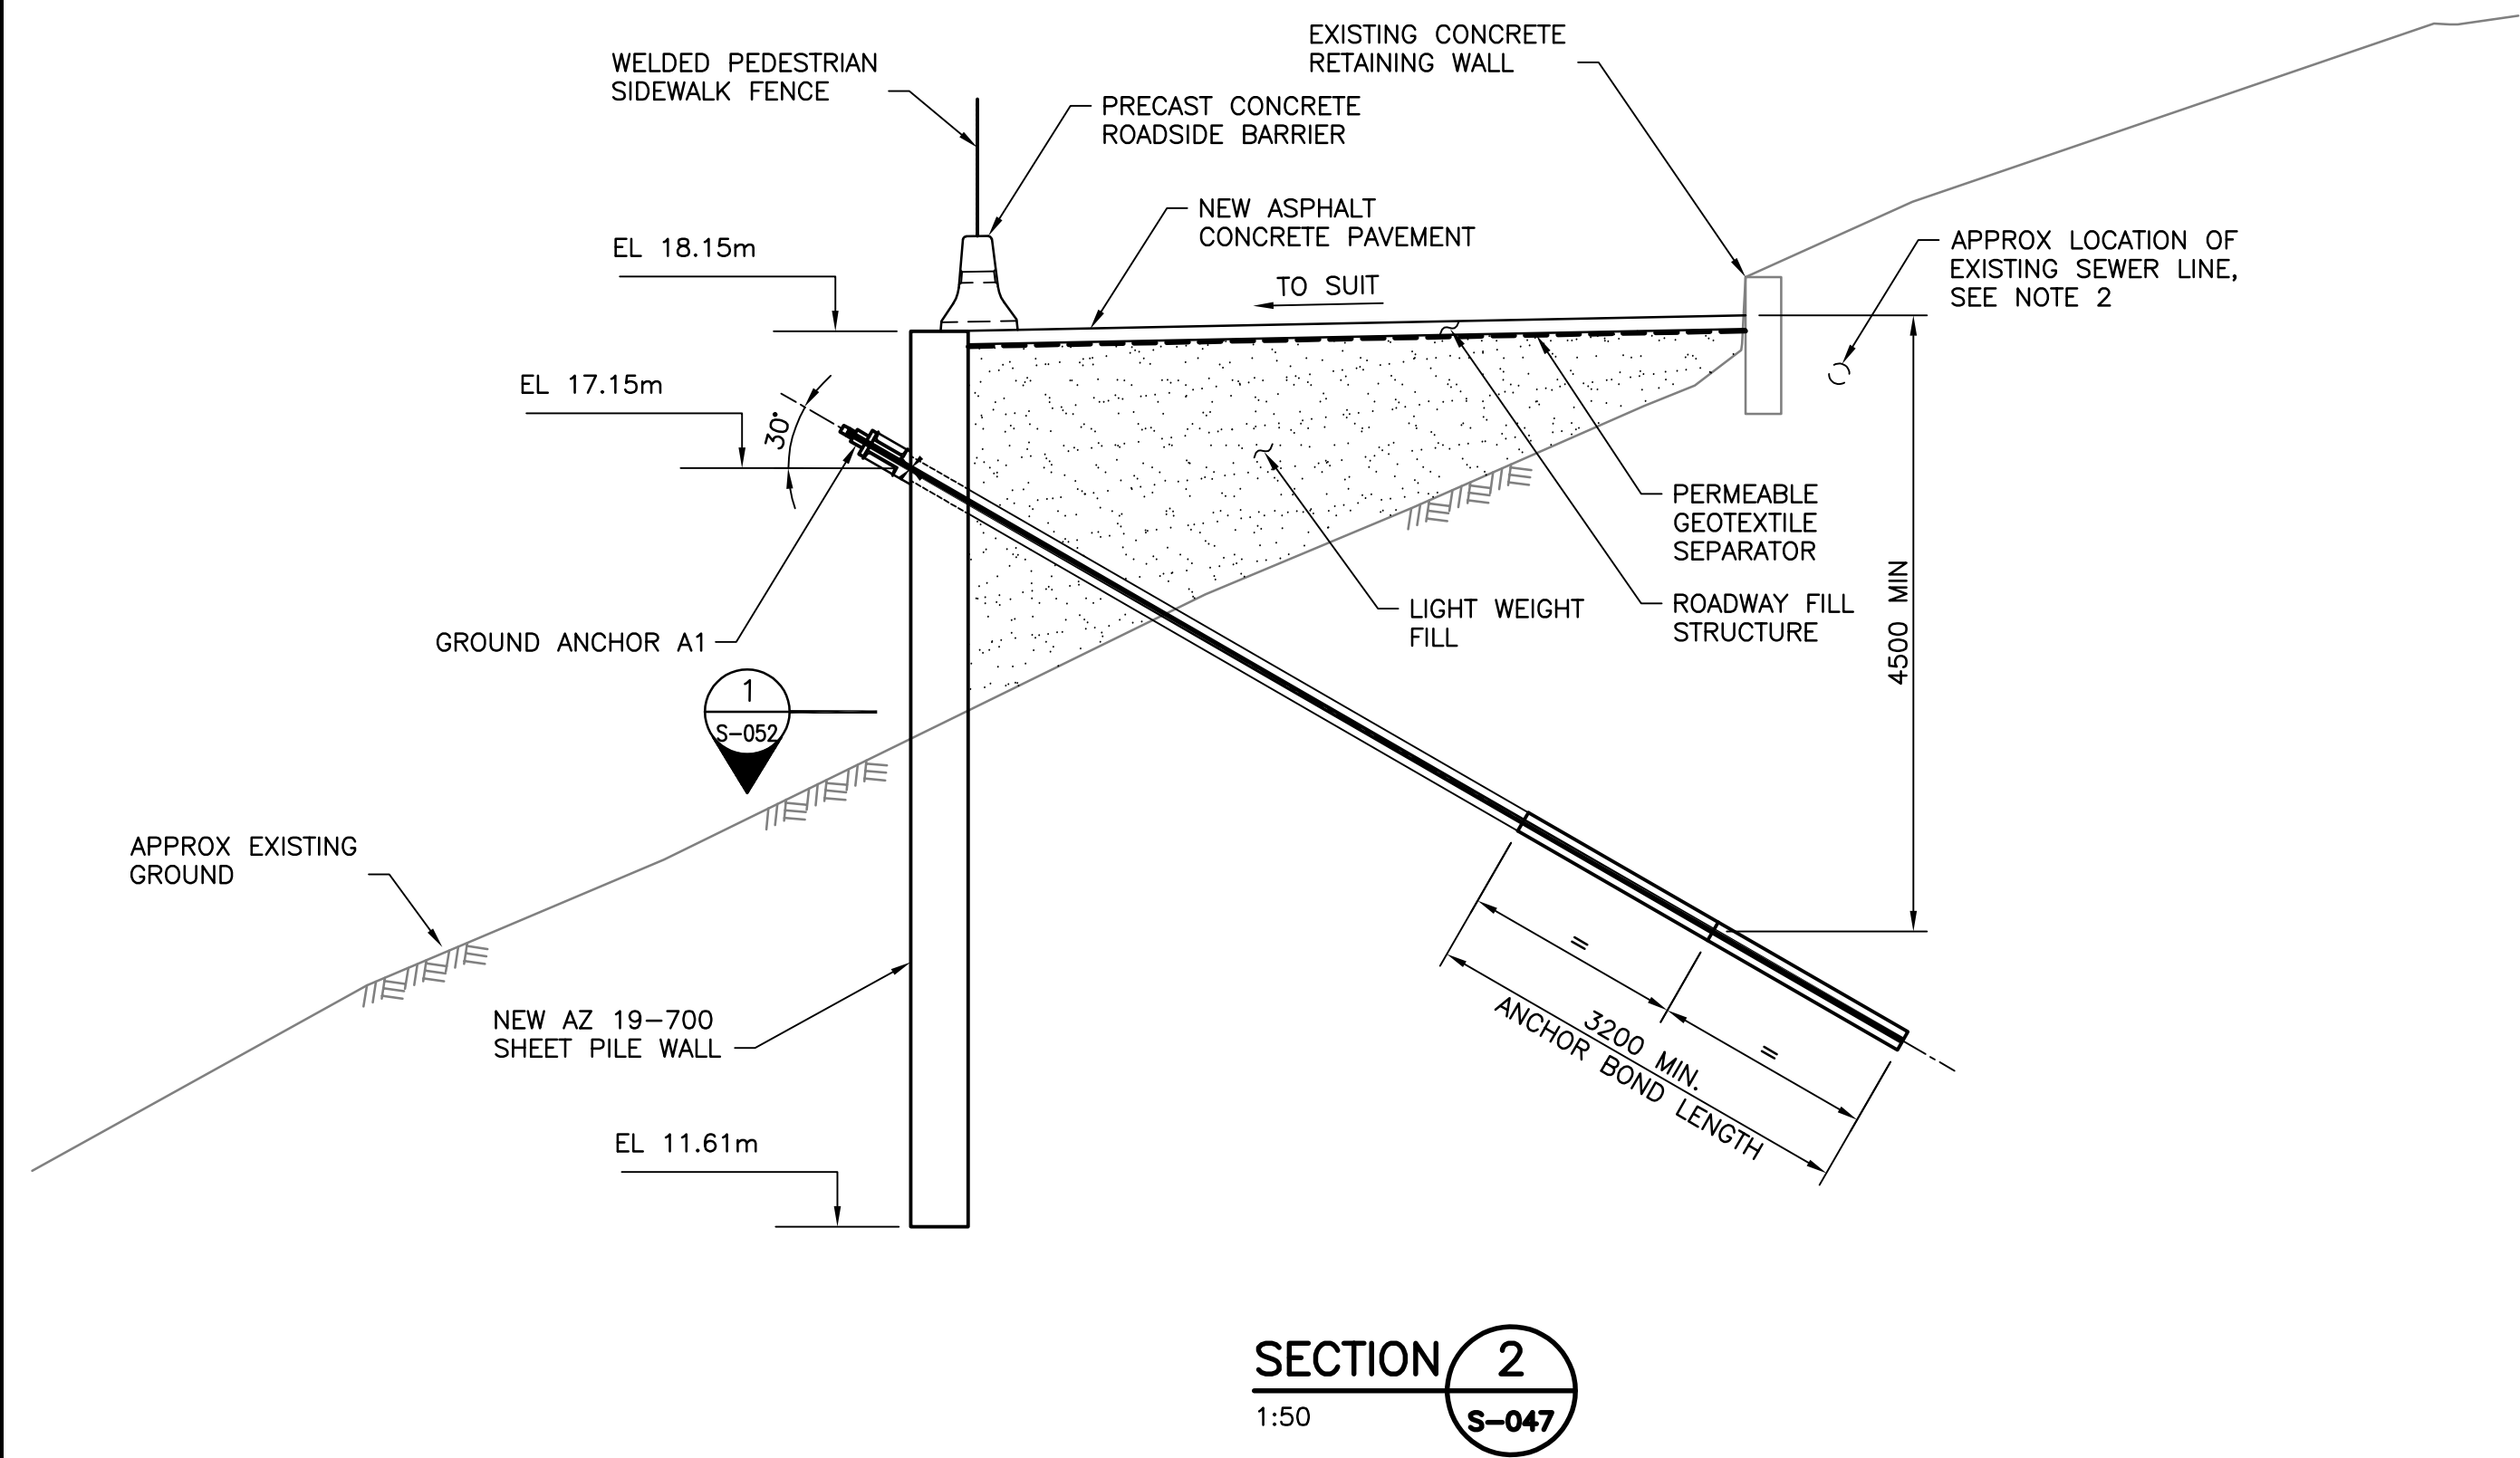 EXISTING CONCRETE
RETAINING WALL
WELDED PEDESTRIAN
SIDEWALK FENCE
PRECAST CONCRETE
ROADSIDE BARRIER
NEW ASPHALT
CONCRETE PAVEMENT
EL 18.15m
TO SUIT
APPROX LOCATION OF
EXISTING SEWER LINE,
SEE NOTE 2
EL 17.15m
30°
PERMEABLE
GEOTEXTILE
SEPARATOR
LIGHT WEIGHT
FILL
ROADWAY FILL
STRUCTURE
4500 MIN
GROUND ANCHOR A1
1
S-052
APPROX EXISTING
GROUND
=
=
3200 MIN.
ANCHOR BOND LENGTH
NEW AZ 19-700
SHEET PILE WALL
EL 11.61m
SECTION 2
1:50
S-047